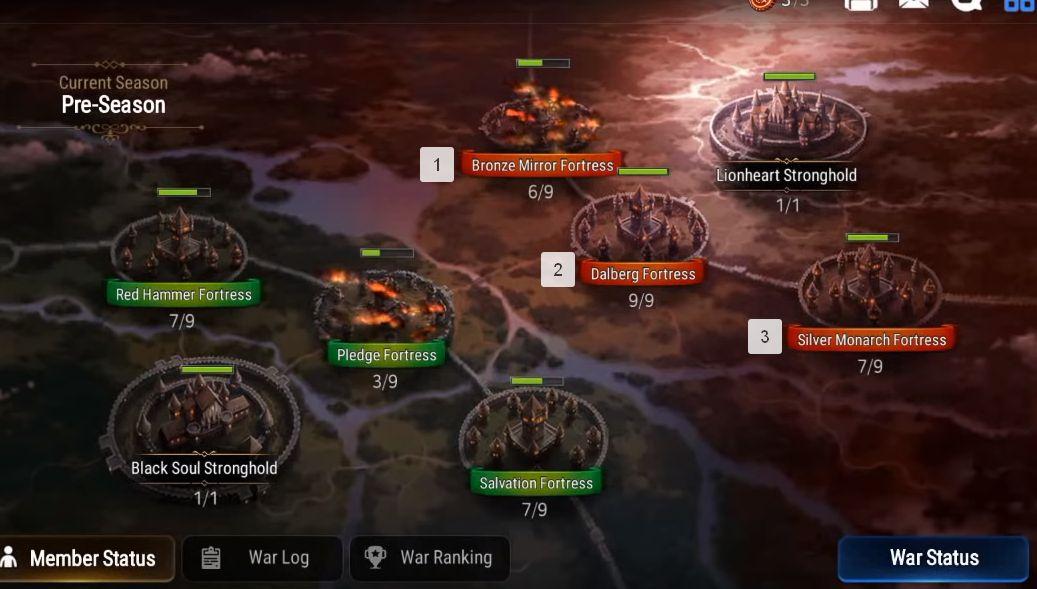 3/3
Current Season
Pre-Season
1
Bronze Mirror Fortress
6/9
Lionheart Stronghold
1/1
2
Dalberg Fortress
9/9
Red Hammer Fortress
7/9
3
Silver Monarch Fortress
7/9
Pledge Fortress
3/9
Black Soul Stronghold
1/1
Salvation Fortress
7/9
Member Status
War Log
War Ranking
War Status